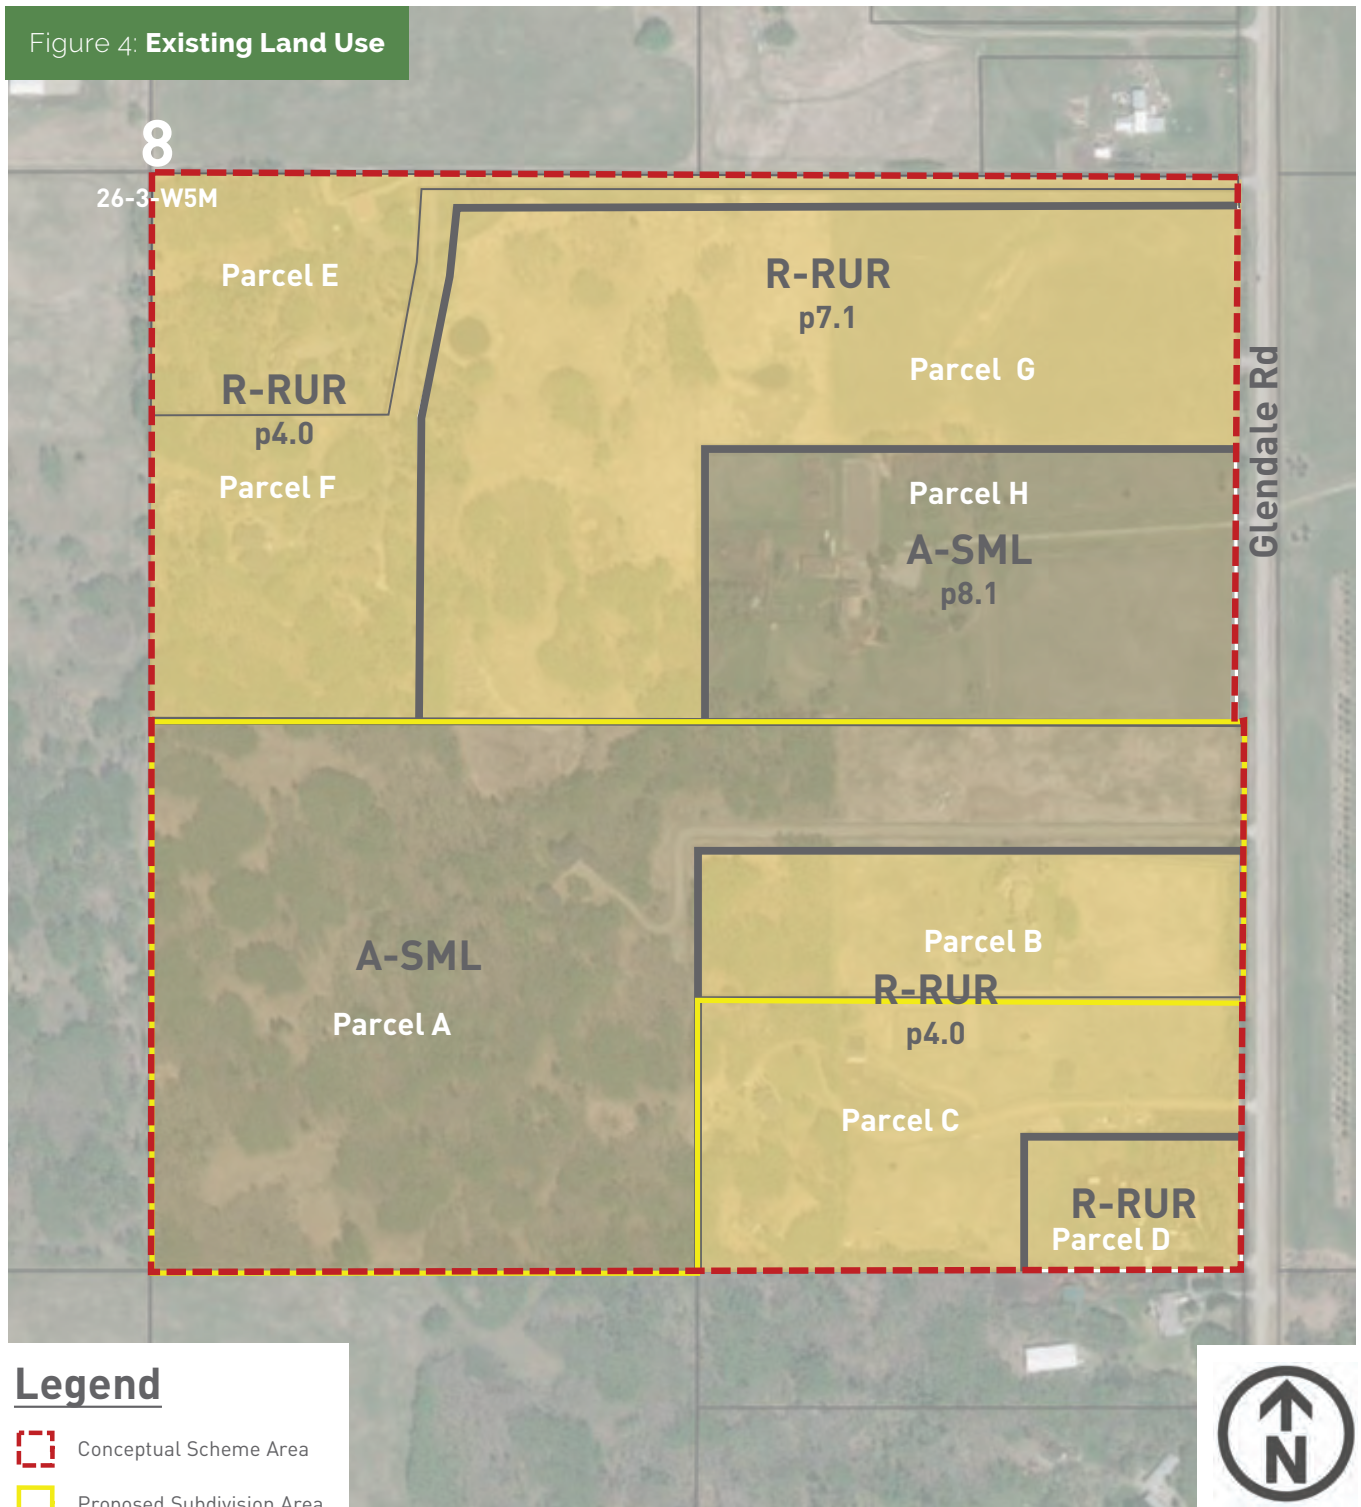 Figure 4: Existing Land Use
8
26-3-W5M
Parcel E
R-RUR
p4.0
Parcel F
R-RUR
p7.1
Parcel G
Parcel H
A-SML
p8.1
Glendale Rd
A-SML
Parcel A
Parcel B
R-RUR
p4.0
Parcel C
R-RUR
Parcel D
Legend
Conceptual Scheme Area
Proposed Subdivision Area
N